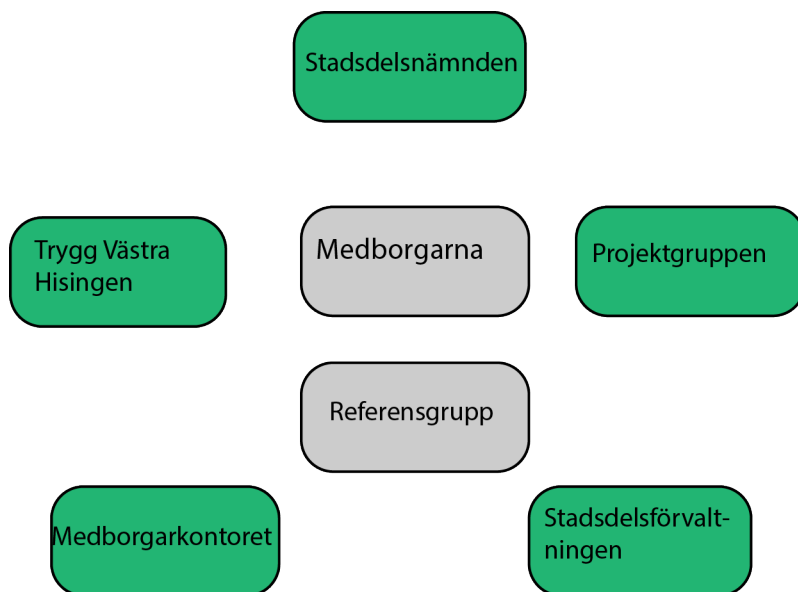 Stadsdelsnämnden
Trygg Västra
Hisingen
Medborgarna
Projektgruppen
Referensgrupp
Medborgarkontoret
Stadsdelsförvalt-
ningen